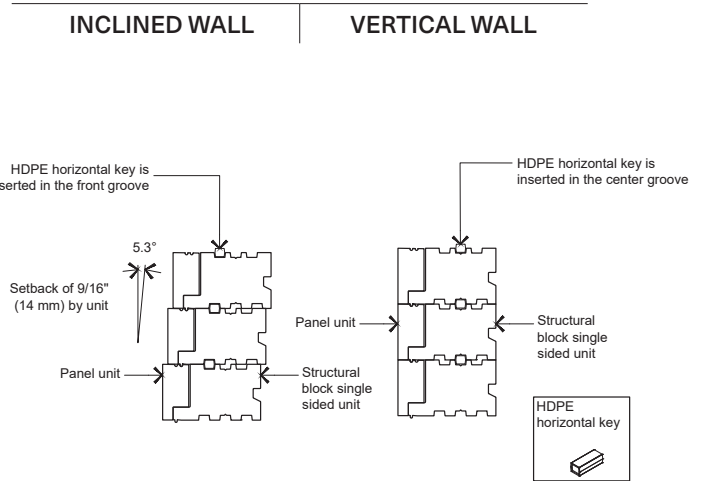 INCLINED WALL
VERTICAL WALL
HDPE horizontal key is
serted in the front groove
5.3°
Setback of 9/16"
(14 mm) by unit
Panel unit
Structural
block single
sided unit
HDPE horizontal key is
inserted in the center groove
Panel unit
Structural
block single
sided unit
HDPE
horizontal key